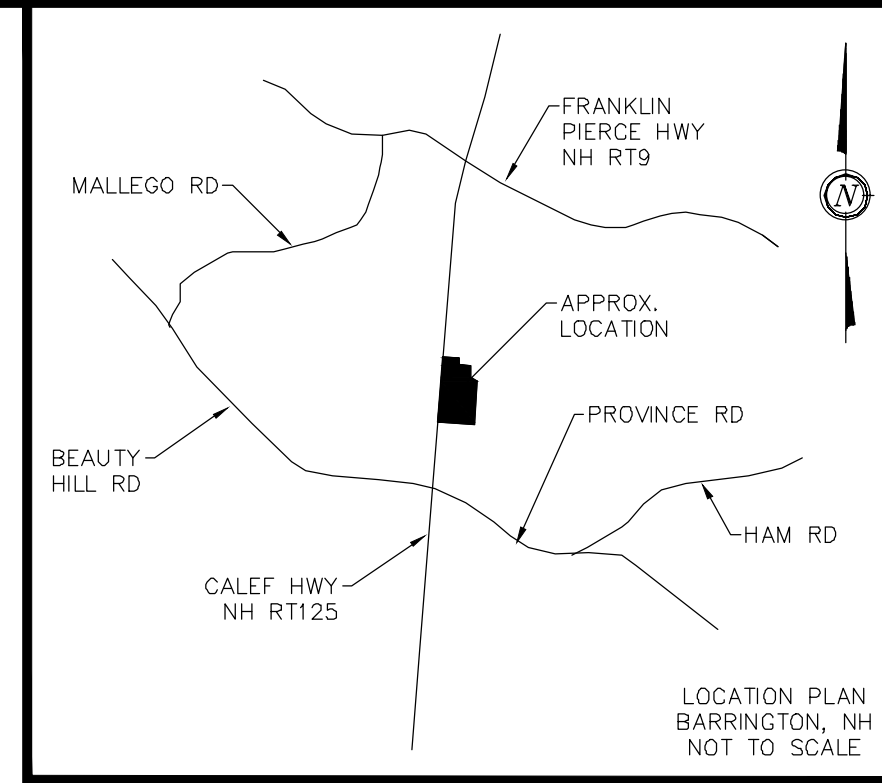 FRANKLIN
PIERCE HWY
NH RT9
MALLEGO RD
N
APPROX.
LOCATION
PROVINCE RD
BEAUTY
HILL RD
HAM RD
CALEF HWY
NH RT125
LOCATION PLAN
BARRINGTON, NH
NOT TO SCALE